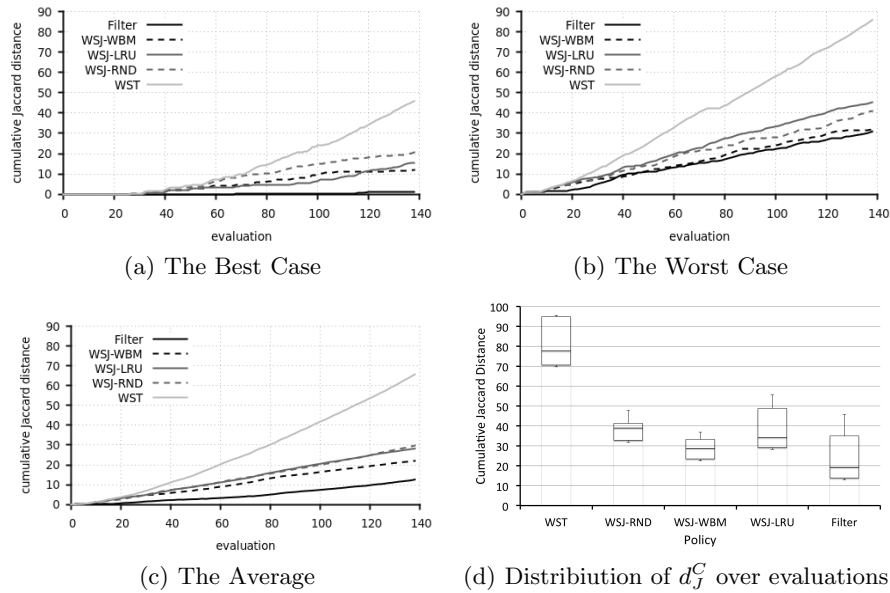 cumulative Jaccard distance
90
80
70
60
50
40
30
20
10
0
Filter
WSJ-WBM
WSJ-LRU
WSJ-RND
WST
0 20 40 60 80 100 120 140
evaluation
(a) The Best Case
cumulative Jaccard distance
90
80
70
60
50
40
30
20
10
0
Filter
WSJ-WBM
WSJ-LRU
WSJ-RND
WST
0 20 40 60 80 100 120 140
evaluation
(b) The Worst Case
cumulative Jaccard distance
90
80
70
60
50
40
30
20
10
0
Filter
WSJ-WBM
WSJ-LRU
WSJ-RND
WST
0 20 40 60 80 100 120 140
evaluation
(c) The Average
Cumulative Jaccard Distance
100
90
80
70
60
50
40
30
20
10
0
WST WSJ-RND WSJ-WBM WSJ-LRU Filter
Policy
(d) Distribiution of $d_J^C$ over evaluations